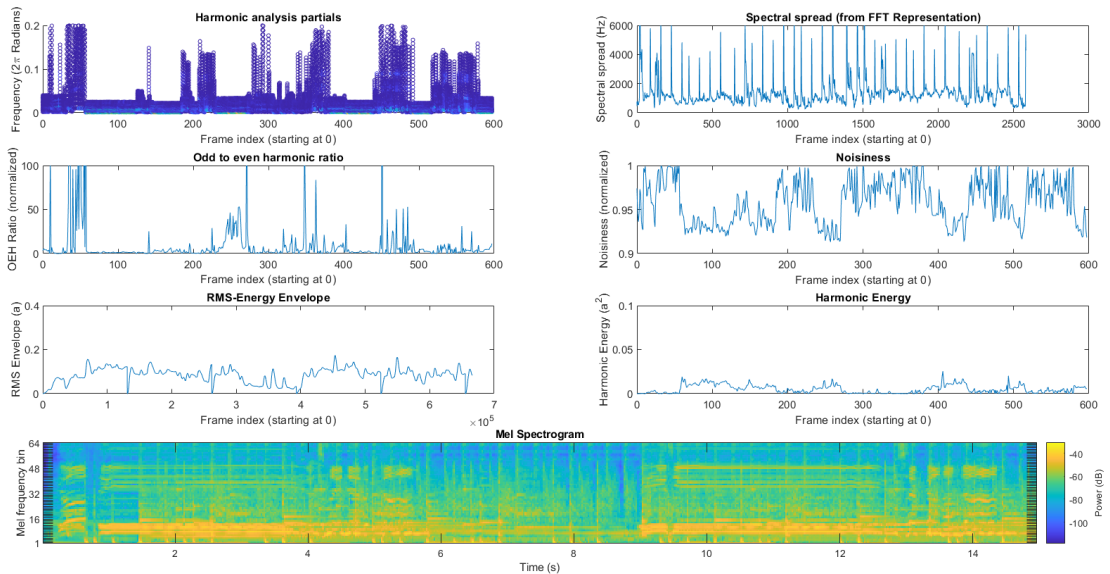 Harmonic analysis partials
Frequency (2π Radians)
0.2
0.1
0
0 100 200 300 400 500 600
Frame index (starting at 0)
Spectral spread (from FFT Representation)
Spectral spread (Hz)
6000
4000
2000
0
0 500 1000 1500 2000 2500 3000
Frame index (starting at 0)
Odd to even harmonic ratio
OEH Ratio (normalized)
100
50
0
0 100 200 300 400 500 600
Frame index (starting at 0)
Noisiness
Noisiness (normalized)
1
0.95
0.9
0 100 200 300 400 500 600
Frame index (starting at 0)
RMS-Energy Envelope
RMS Envelope (a)
0.4
0.2
0
0 1 2 3 4 5 6 7
Frame index (starting at 0)
×10^5
Harmonic Energy
Harmonic Energy (a^2)
0.1
0.05
0
0 100 200 300 400 500 600
Frame index (starting at 0)
Mel Spectrogram
Mel frequency bin
64
48
32
16
1
2 4 6 8 10 12 14
Time (s)
-40
-60
-80
-100
Power (dB)